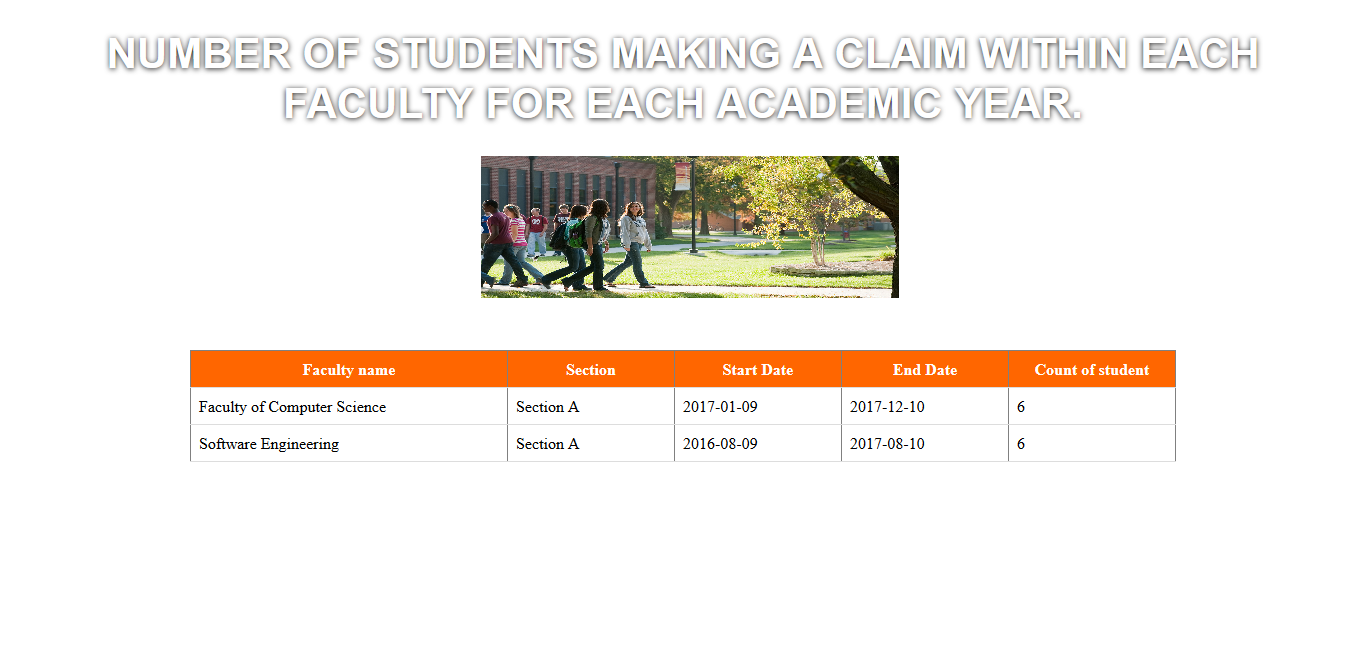 NUMBER OF STUDENTS MAKING A CLAIM WITHIN EACH
FACULTY FOR EACH ACADEMIC YEAR.
Faculty name Section Start Date End Date Count of student
Faculty of Computer Science Section A 2017-01-09 2017-12-10 6
Software Engineering Section A 2016-08-09 2017-08-10 6